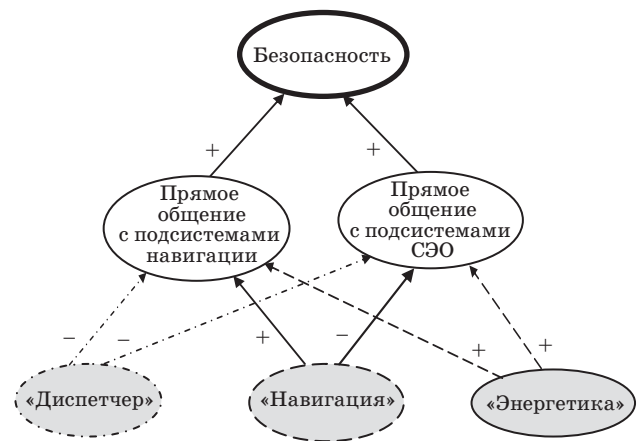 Безопасность
+
+
Прямое
общение
с подсистемами
навигации
Прямое
общение
с подсистемами
СЭО
–
–
+
–
+
+
«Диспетчер»
«Навигация»
«Энергетика»